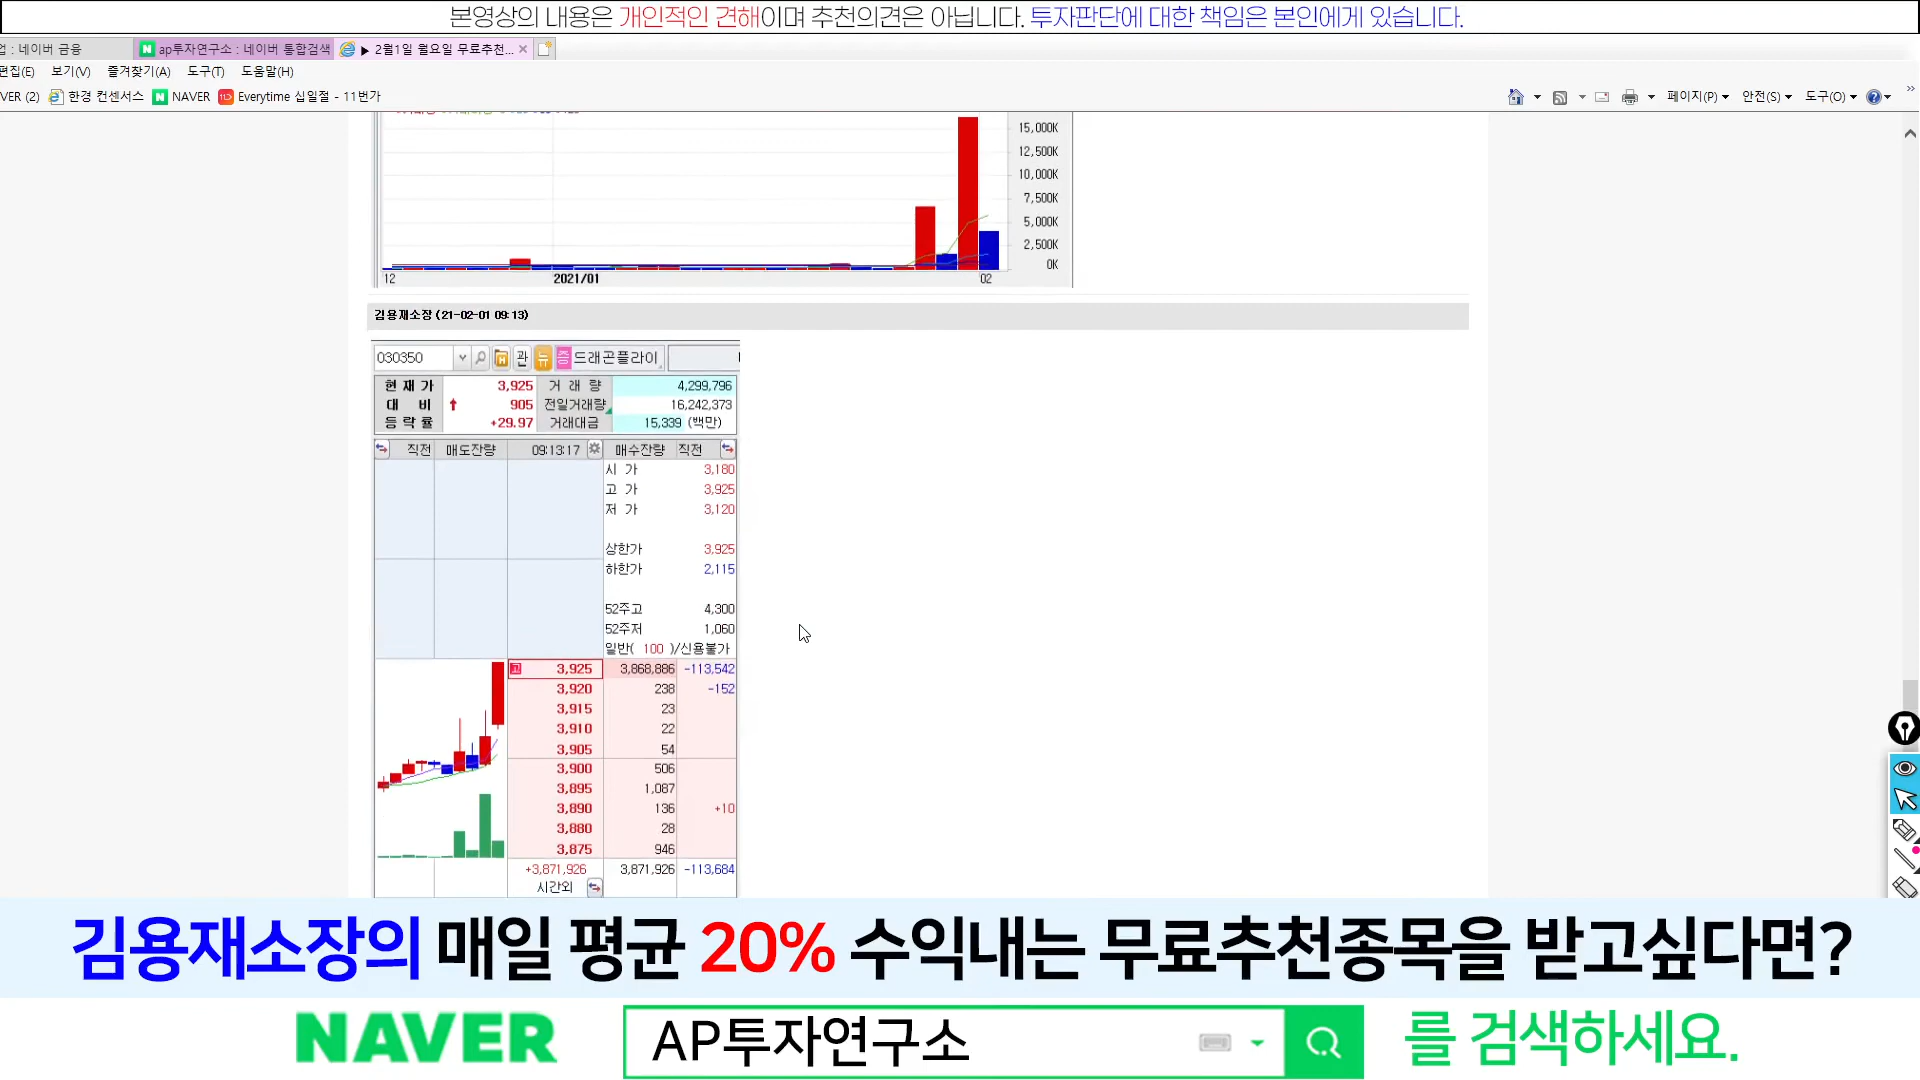 본영상의 내용은 개인적인 견해이며 추천의견은 아닙니다. 투자판단에 대한 책임은 본인에게 있습니다.
: 네이버 금융
ap투자연구소 : 네이버 통합검색
▶ 2월1일 월요일 무료추천...
편집(E) 보기(V) 즐겨찾기(A) 도구(T) 도움말(H)
VER (2) 한경 컨센서스 NAVER Everytime 십일절 - 11번가
페이지(P) 안전(S) 도구(O)
15,000K
12,500K
10,000K
7,500K
5,000K
2,500K
0K
12 2021/01 02
김용재소장 (21-02-01 09:13)
030350 관 뉴 증 드래곤플라이
현재가 3,925 거래량 4,299,796
대비 905 전일거래량 16,242,373
등락률 +29.97 거래대금 15,339 (백만)
직전 매도잔량 09:13:17 매수잔량 직전
시가 3,180
고가 3,925
저가 3,120
상한가 3,925
하한가 2,115
52주고 4,300
52주저 1,060
일반( 100 )/신용불가
고 3,925 3,868,886 -113,542
3,920 238 -152
3,915 23
3,910 22
3,905 54
3,900 506
3,895 1,087
3,890 136 +10
3,880 28
3,875 946
+3,871,926 3,871,926 -113,684
시간외
김용재소장의 매일 평균 20% 수익내는 무료추천종목을 받고싶다면?
NAVER AP투자연구소 를 검색하세요.